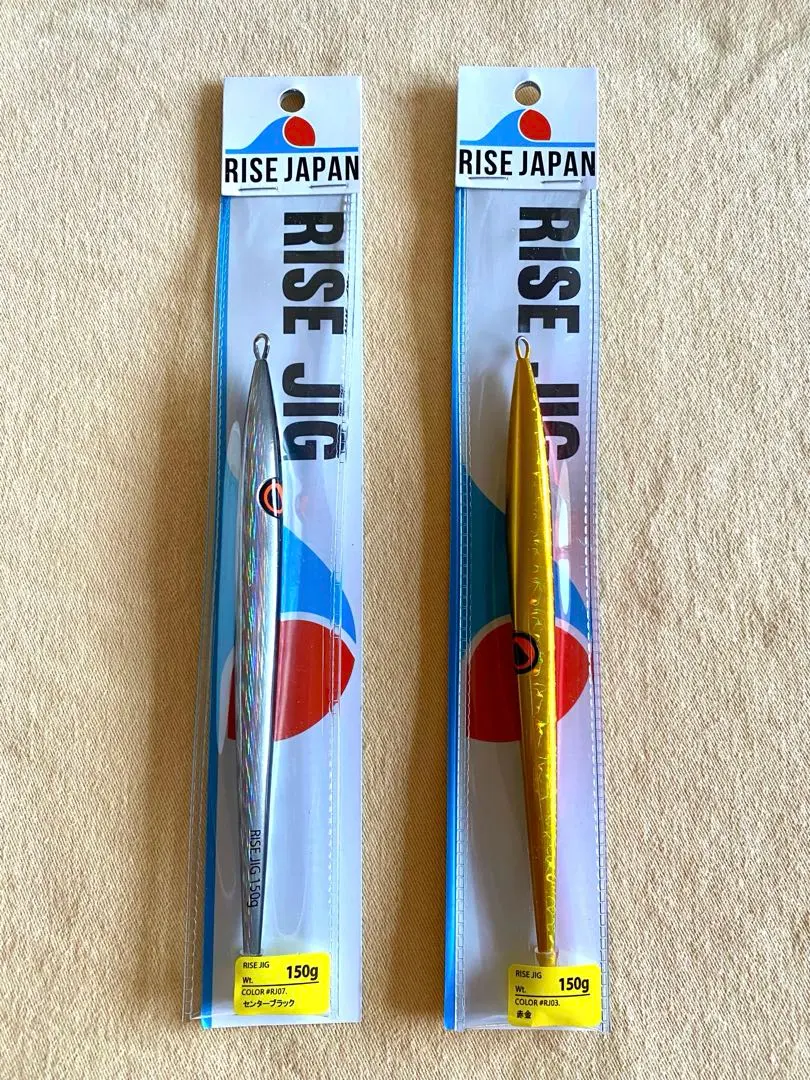 RISE JAPAN
RISE JIG
RISE JIG 150g
RISE JIG
Wt. 150g
COLOR #RJ07.
センターブラック
RISE JAPAN
RISE JIG
RISE JIG
Wt. 150g
COLOR #RJ03.
赤金